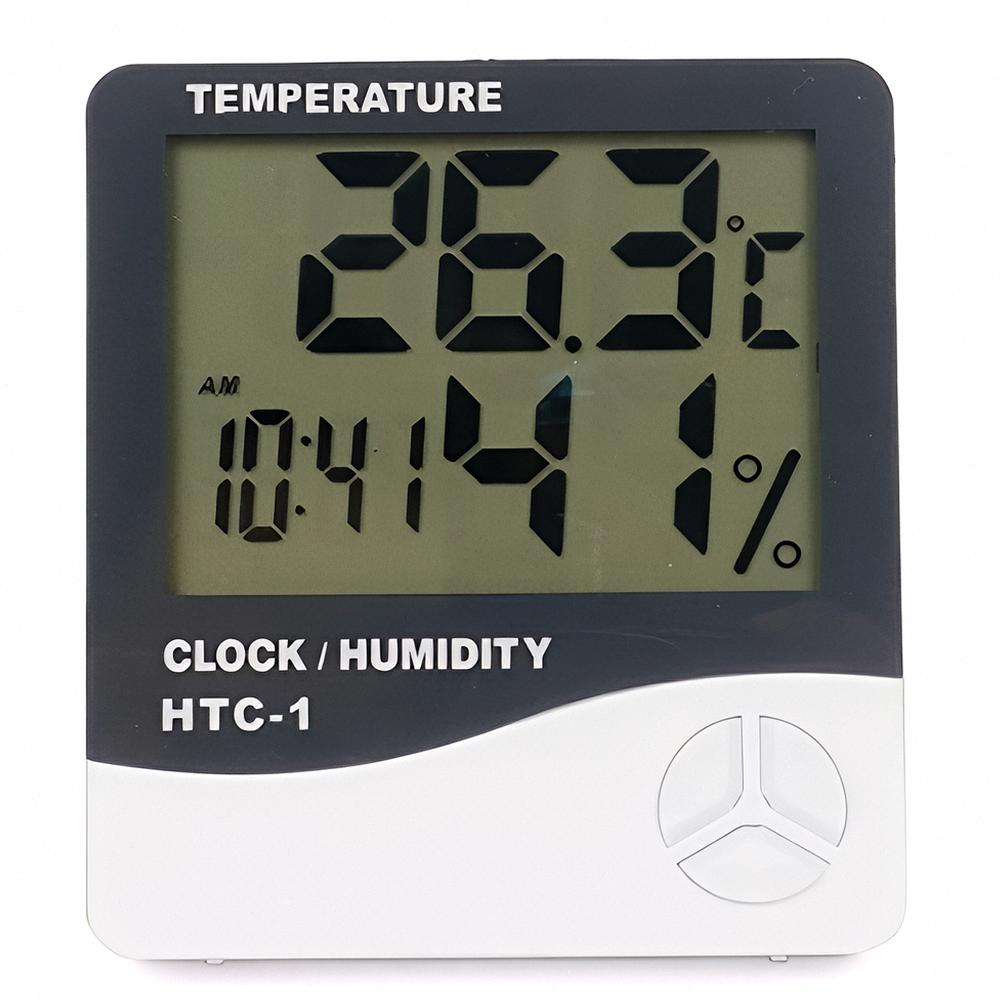 TEMPERATURE
26.3 °C
AM
10:41 41 %
CLOCK / HUMIDITY
HTC-1